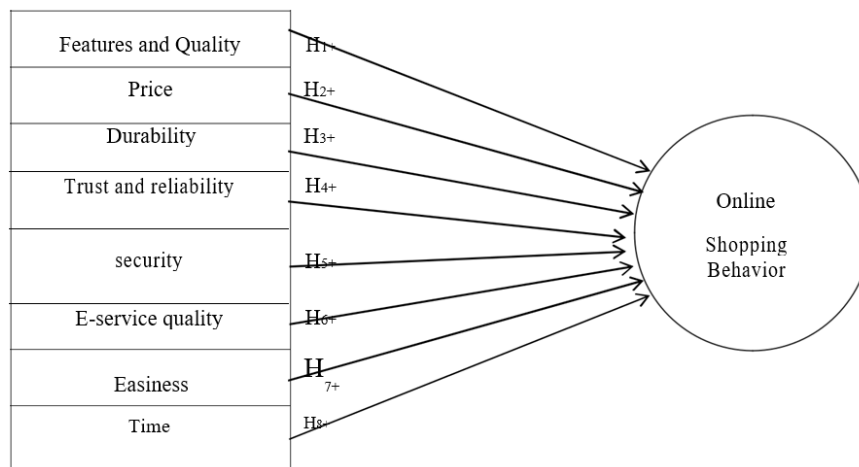 Features and Quality H1+
Price H2+
Durability H3+
Trust and reliability H4+
security H5+
E-service quality H6+
Easiness H7+
Time H8+
Online
Shopping
Behavior